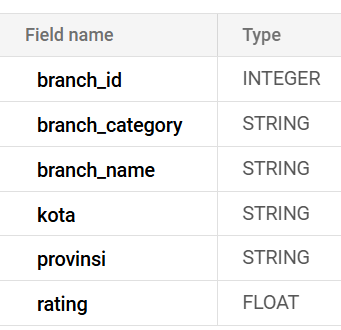 Field name Type
branch_id INTEGER
branch_category STRING
branch_name STRING
kota STRING
provinsi STRING
rating FLOAT